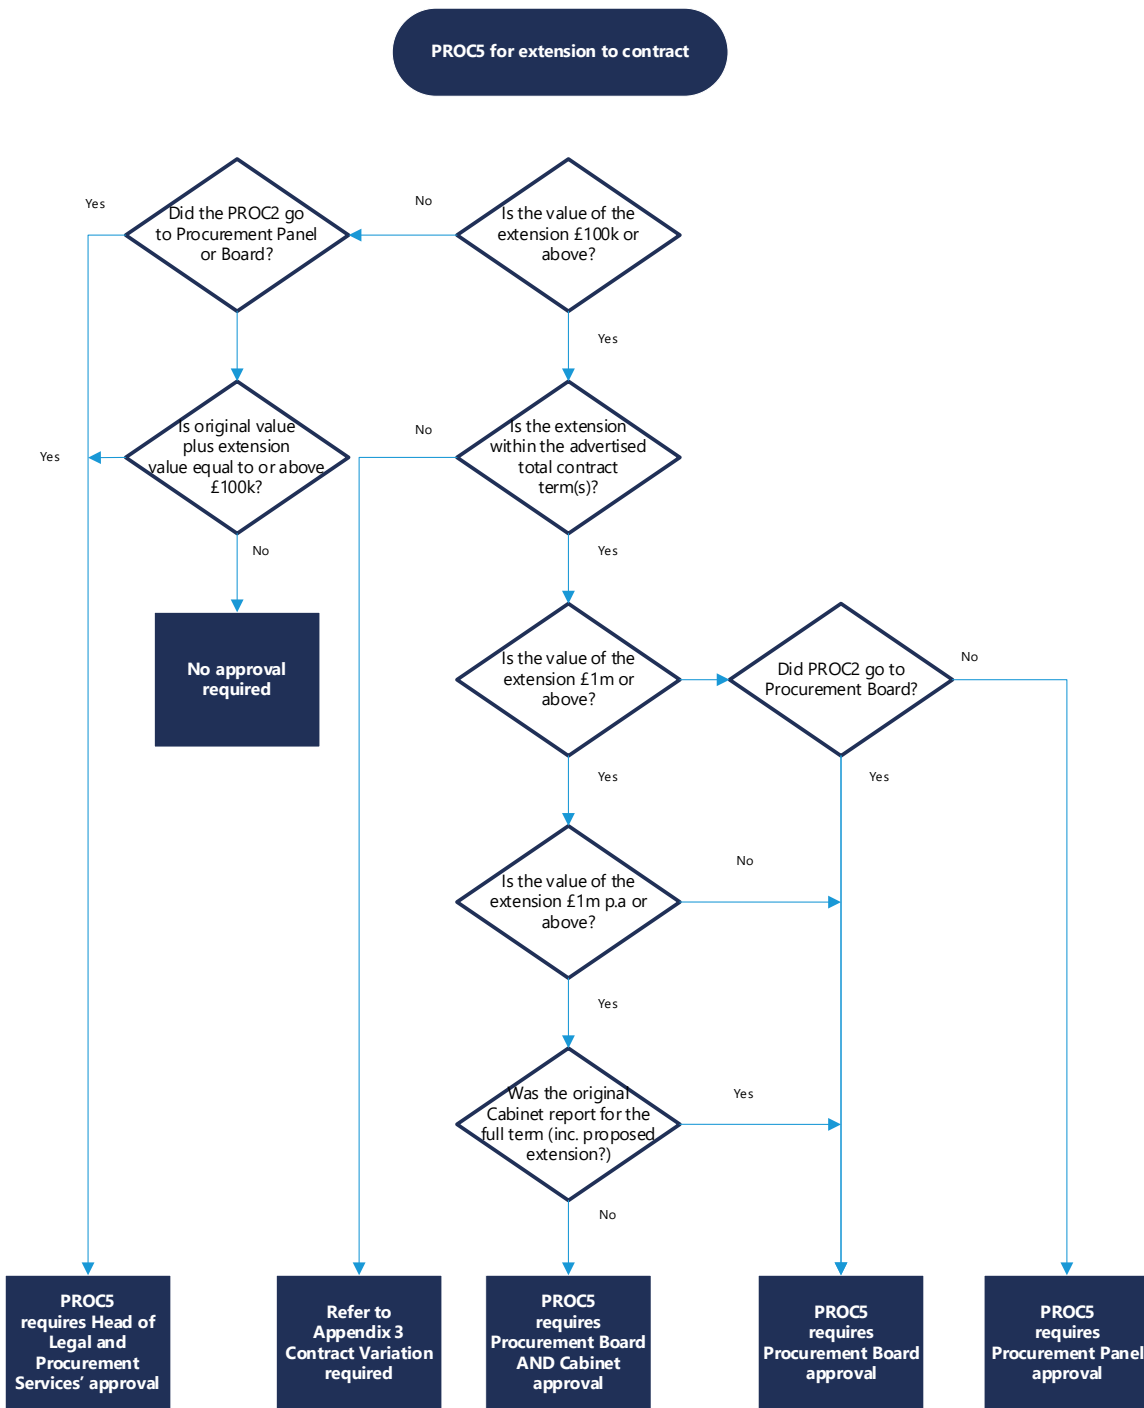 PROC5 for extension to contract
Yes
Did the PROC2 go
to Procurement Panel
or Board?
No
Is the value of the
extension £100k or
above?
Yes
Yes
Is original value
plus extension
value equal to or above
£100k?
No
Is the extension
within the advertised
total contract
term(s)?
No
Yes
No approval
required
Is the value of the
extension £1m or
above?
Did PROC2 go to
Procurement Board?
No
Yes
Yes
Is the value of the
extension £1m p.a or
above?
No
Yes
Was the original
Cabinet report for the
full term (inc. proposed
extension?)
Yes
No
PROC5
requires Head of
Legal and
Procurement
Services’ approval
Refer to
Appendix 3
Contract Variation
required
PROC5
requires
Procurement Board
AND Cabinet
approval
PROC5
requires
Procurement Board
approval
PROC5
requires
Procurement Panel
approval